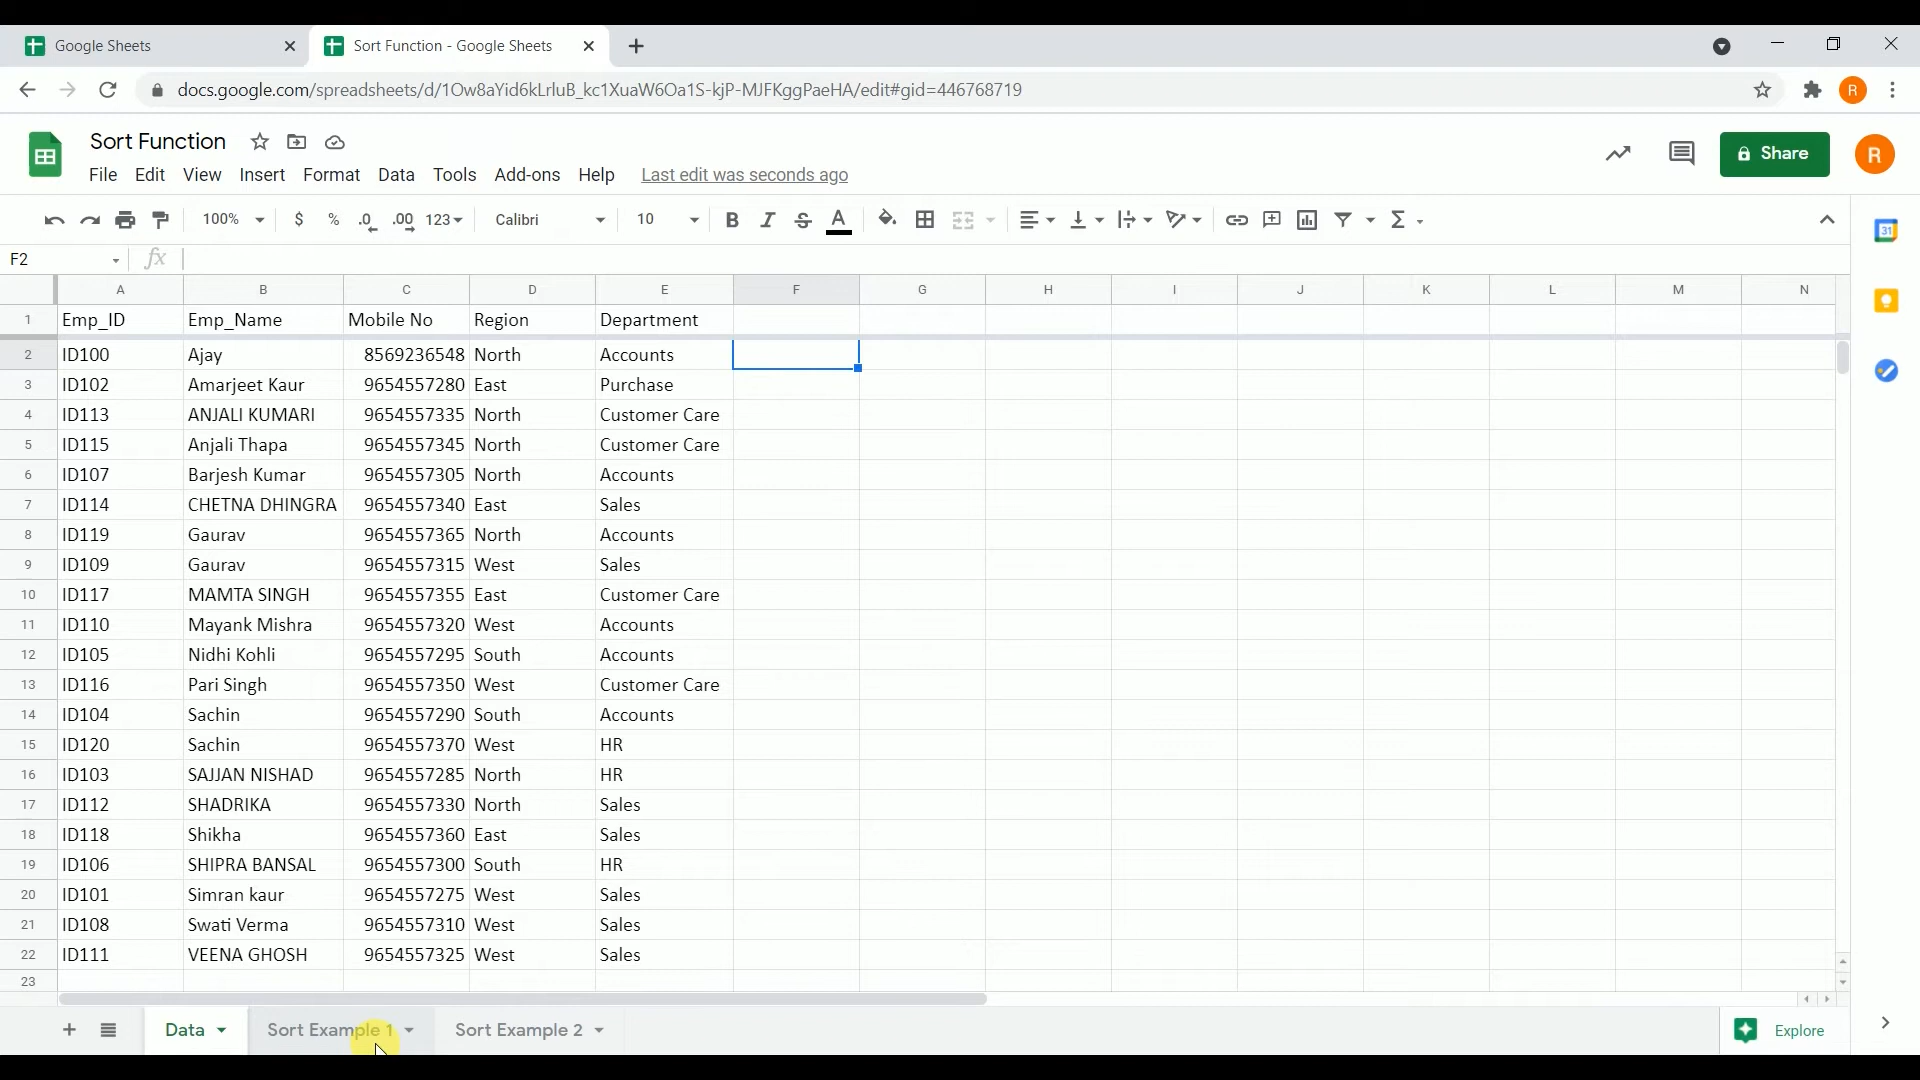 Google Sheets
Sort Function - Google Sheets
docs.google.com/spreadsheets/d/1Ow8aYid6kLrluB_kc1XuaW6Oa1S-kjP-MJFKggPaeHA/edit#gid=446768719
R
Sort Function
File Edit View Insert Format Data Tools Add-ons Help Last edit was seconds ago
Share
R
100% $ % .0 .00 123 Calibri 10 B I S A Σ
31
F2 fx
A B C D E F G H I J K L M N
1 Emp_ID Emp_Name Mobile No Region Department
2 ID100 Ajay 8569236548 North Accounts
3 ID102 Amarjeet Kaur 9654557280 East Purchase
4 ID113 ANJALI KUMARI 9654557335 North Customer Care
5 ID115 Anjali Thapa 9654557345 North Customer Care
6 ID107 Barjesh Kumar 9654557305 North Accounts
7 ID114 CHETNA DHINGRA 9654557340 East Sales
8 ID119 Gaurav 9654557365 North Accounts
9 ID109 Gaurav 9654557315 West Sales
10 ID117 MAMTA SINGH 9654557355 East Customer Care
11 ID110 Mayank Mishra 9654557320 West Accounts
12 ID105 Nidhi Kohli 9654557295 South Accounts
13 ID116 Pari Singh 9654557350 West Customer Care
14 ID104 Sachin 9654557290 South Accounts
15 ID120 Sachin 9654557370 West HR
16 ID103 SAJJAN NISHAD 9654557285 North HR
17 ID112 SHADRIKA 9654557330 North Sales
18 ID118 Shikha 9654557360 East Sales
19 ID106 SHIPRA BANSAL 9654557300 South HR
20 ID101 Simran kaur 9654557275 West Sales
21 ID108 Swati Verma 9654557310 West Sales
22 ID111 VEENA GHOSH 9654557325 West Sales
23
Data Sort Example 1 Sort Example 2 Explore